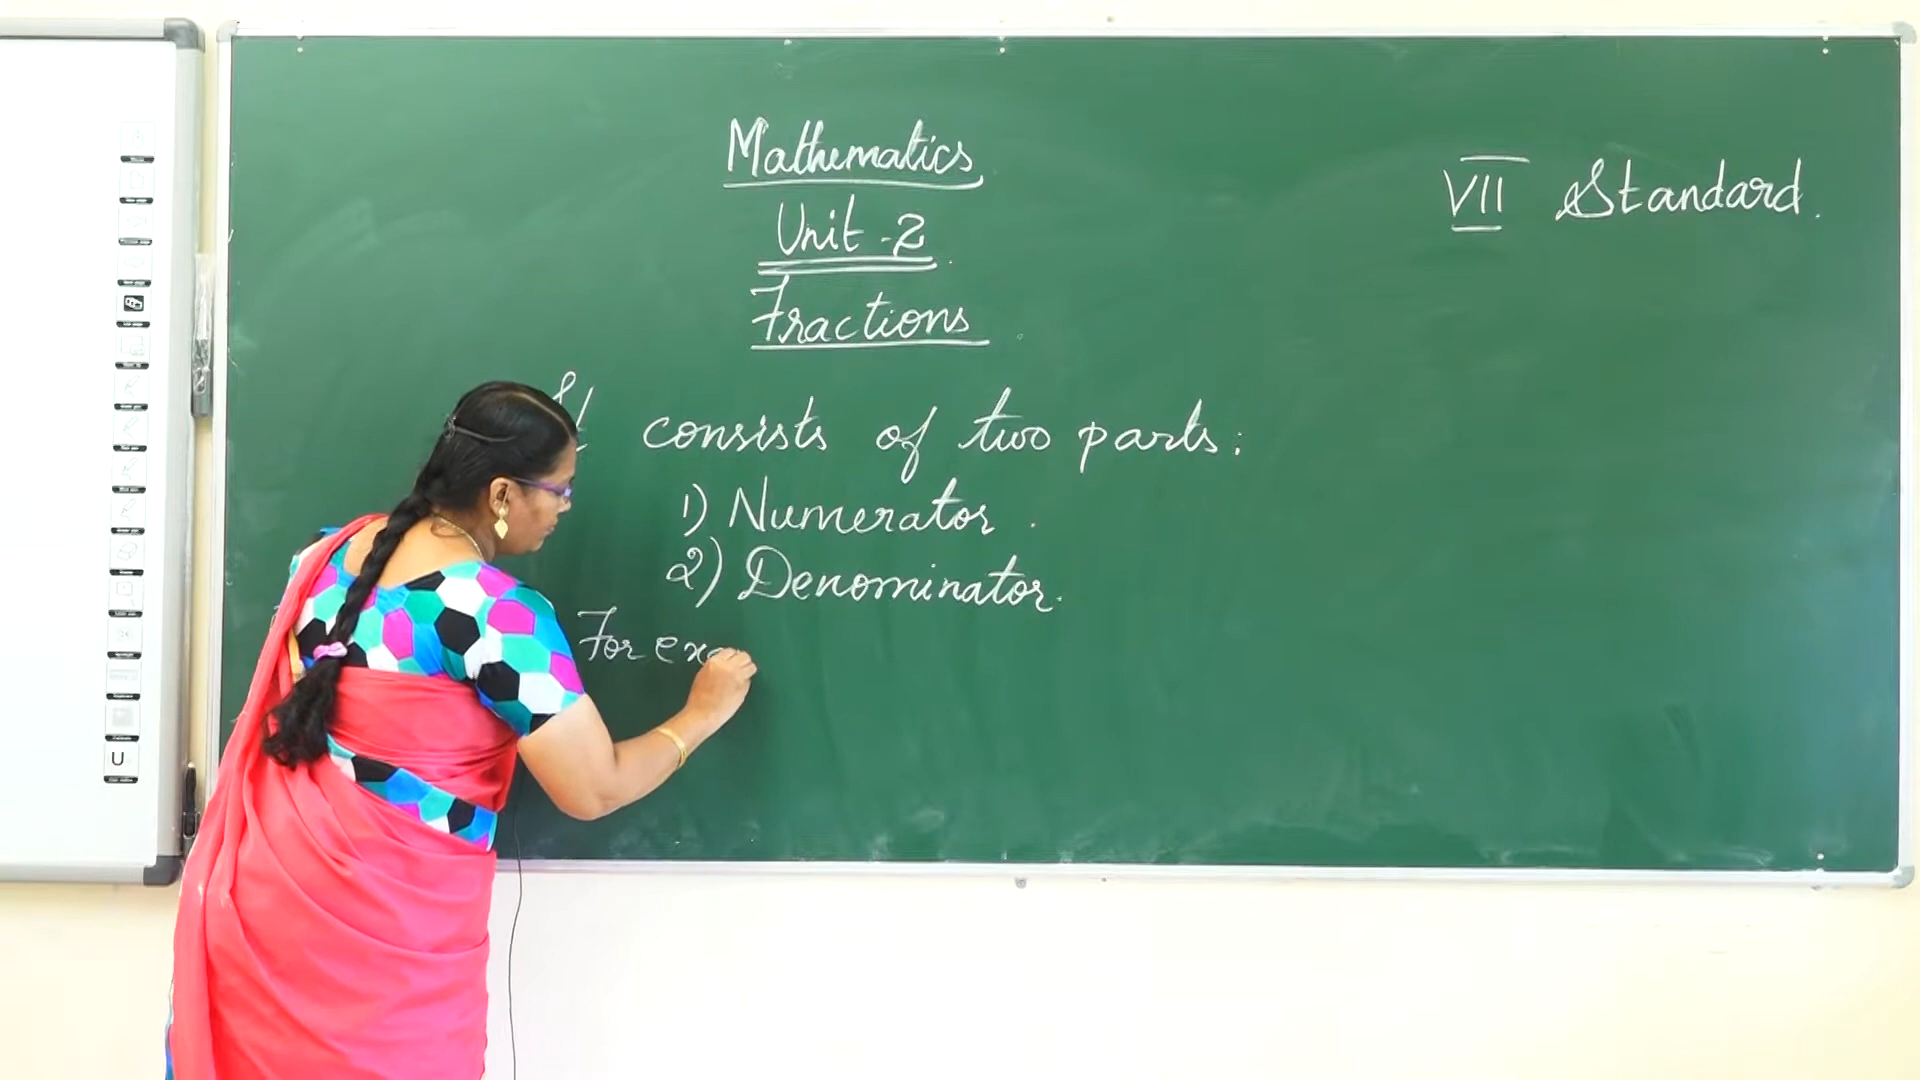 Mathematics
VII Standard.
Unit - 2
Fractions
It consists of two parts:
1) Numerator.
2) Denominator.
For exa
U